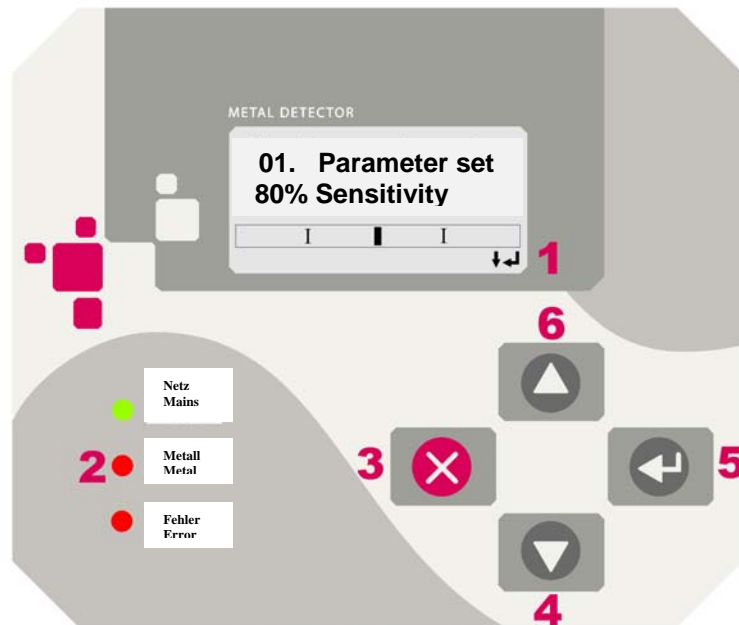 METAL DETECTOR
01. Parameter set
80% Sensitivity
I I
1
6
Netz
Mains
Metall
Metal
2
3
5
Fehler
Error
4